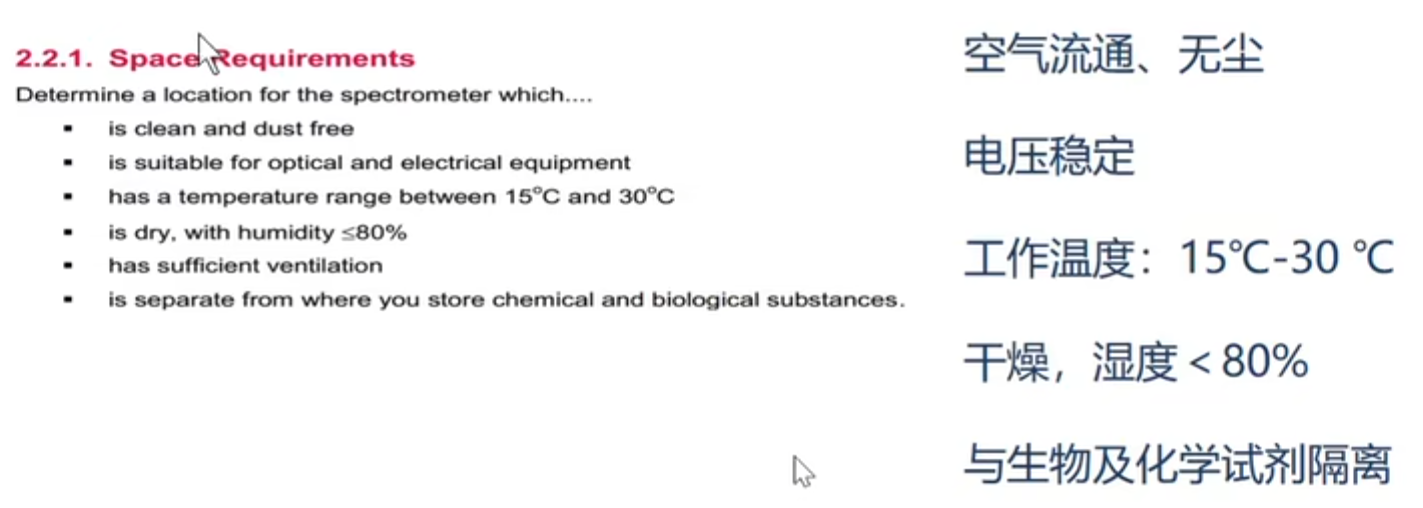 2.2.1. Space Requirements
Determine a location for the spectrometer which....
▪ is clean and dust free
▪ is suitable for optical and electrical equipment
▪ has a temperature range between 15°C and 30°C
▪ is dry, with humidity ≤80%
▪ has sufficient ventilation
▪ is separate from where you store chemical and biological substances.
空气流通、无尘
电压稳定
工作温度：15℃-30 ℃
干燥，湿度＜80%
与生物及化学试剂隔离